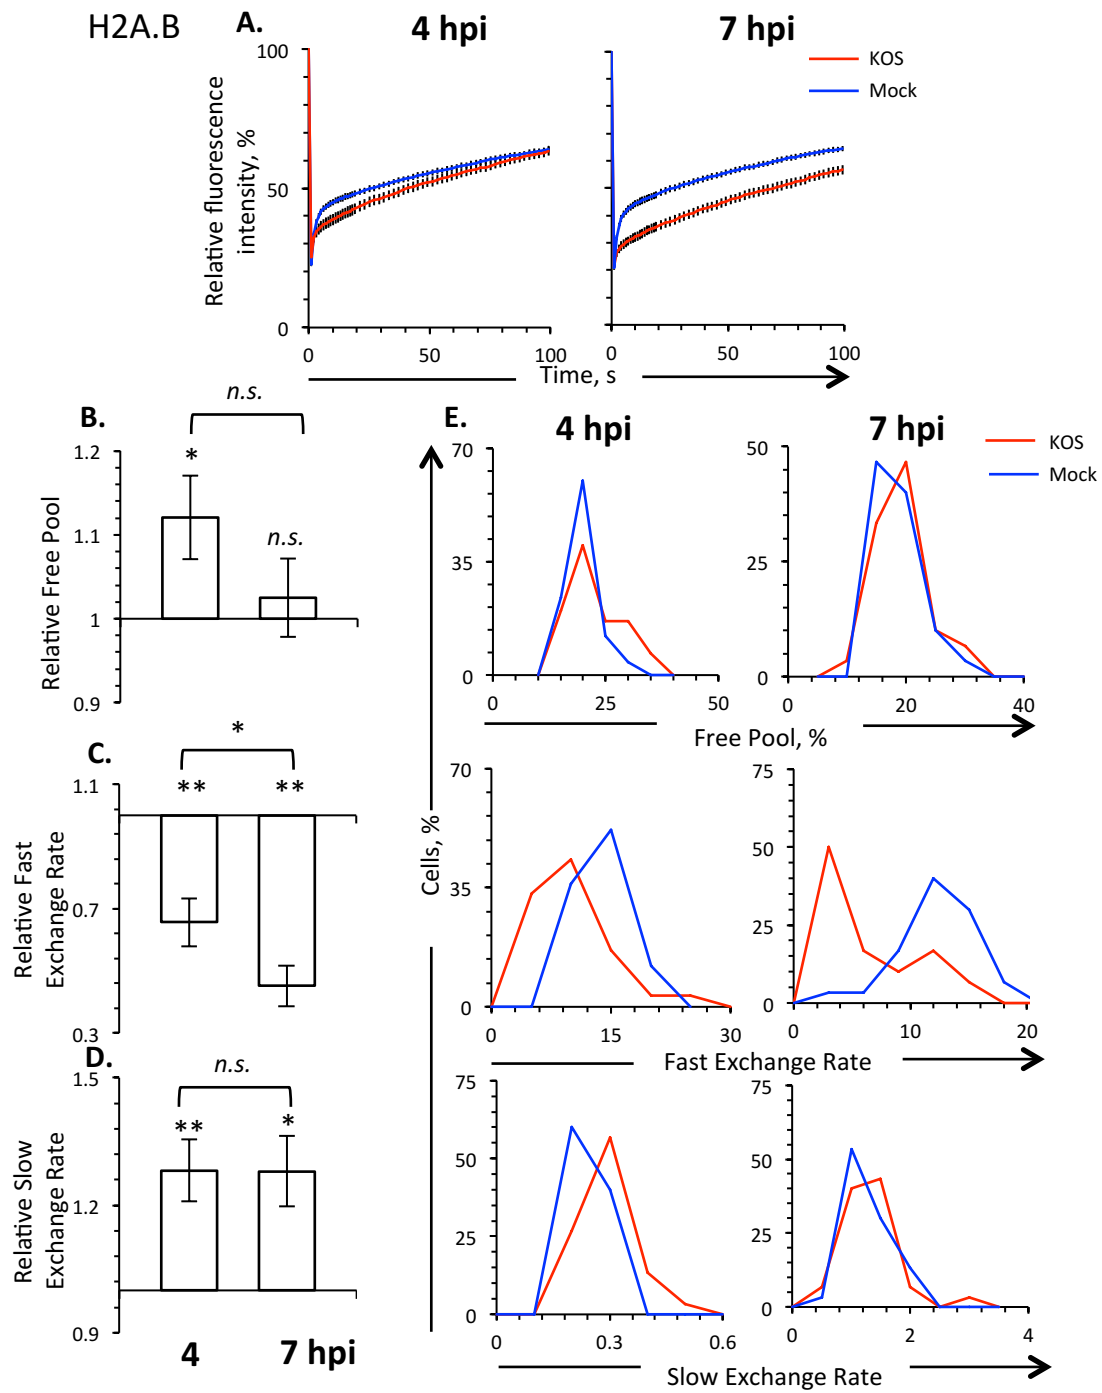 H2A.B
A.
4 hpi
7 hpi
KOS
Mock
Relative fluorescence
intensity, %
100
50
0
0
50
100
0
50
100
Time, s
B.
n.s.
Relative Free Pool
1.2
1.1
1
0.9
*
n.s.
C.
*
Relative Fast
Exchange Rate
1.1
0.7
0.3
**
**
D.
n.s.
Relative Slow
Exchange Rate
1.5
1.2
0.9
**
*
4
7 hpi
E.
4 hpi
7 hpi
KOS
Mock
Cells, %
70
35
0
0
25
50
50
25
0
0
20
40
Free Pool, %
70
35
0
0
15
30
75
50
25
0
0
10
20
Fast Exchange Rate
75
50
25
0
0
0.3
0.6
75
50
25
0
0
2
4
Slow Exchange Rate